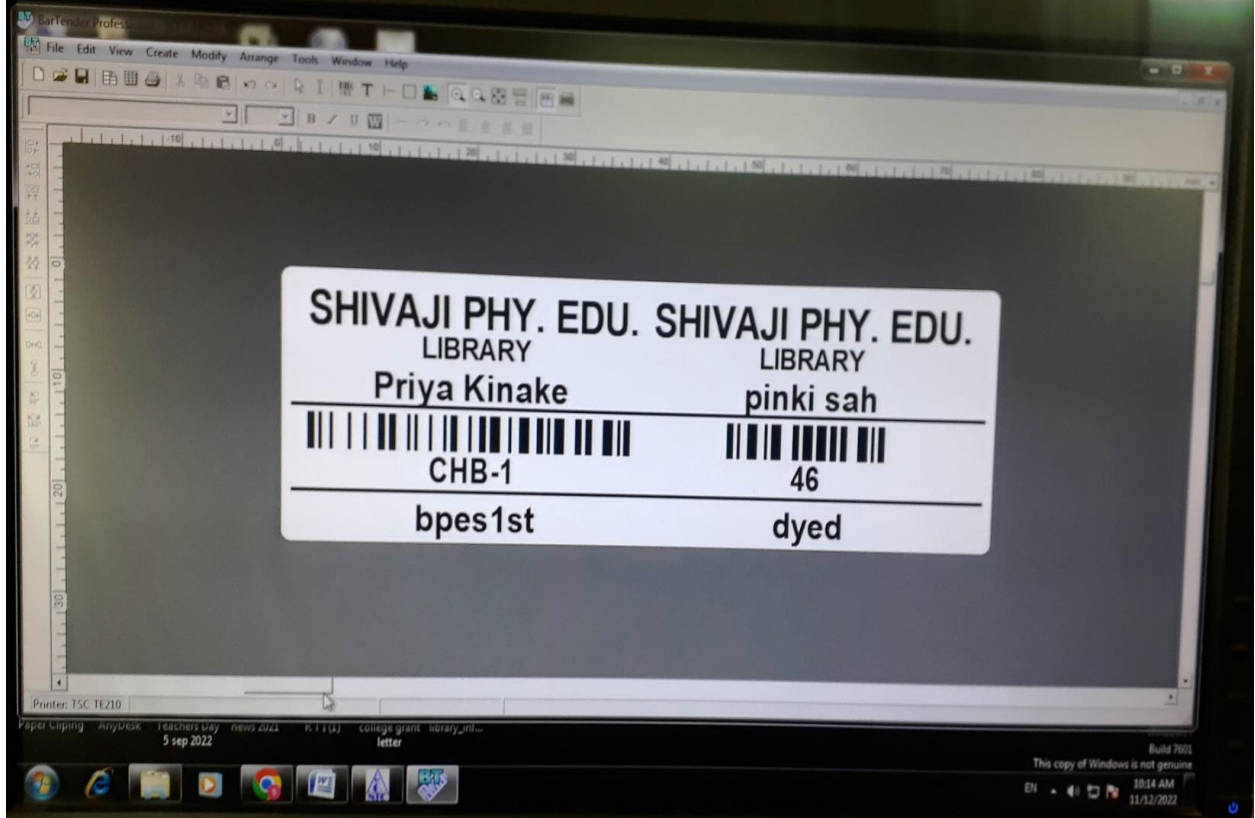 BarTender Profess
File Edit View Create Modify Arrange Tools Window Help
SHIVAJI PHY. EDU. SHIVAJI PHY. EDU.
LIBRARY LIBRARY
Priya Kinake pinki sah
CHB-1 46
bpes1st dyed
Printer: TSC TE210
Paper Cliping AnyDesk Teachers Day news 2021 college grant library_inf...
5 sep 2022 letter
Build 7601
This copy of Windows is not genuine
EN 10:14 AM
11/12/2022